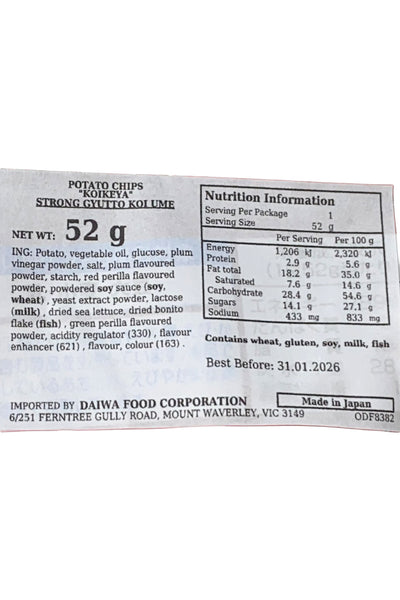 POTATO CHIPS
"KOIKEYA"
STRONG GYUTTO KOI UME
NET WT: 52 g
ING: Potato, vegetable oil, glucose, plum
vinegar powder, salt, plum flavoured
powder, starch, red perilla flavoured
powder, powdered soy sauce (soy,
wheat) , yeast extract powder, lactose
(milk) , dried sea lettuce, dried bonito
flake (fish) , green perilla flavoured
powder, acidity regulator (330) , flavour
enhancer (621) , flavour, colour (163) .
Nutrition Information
Serving Per Package 1
Serving Size 52 g
Per Serving Per 100 g
Energy 1,206 kJ 2,320 kJ
Protein 2.9 g 5.6 g
Fat total 18.2 g 35.0 g
Saturated 7.6 g 14.6 g
Carbohydrate 28.4 g 54.6 g
Sugars 14.1 g 27.1 g
Sodium 433 mg 833 mg
Contains wheat, gluten, soy, milk, fish
Best Before: 31.01.2026
IMPORTED BY DAIWA FOOD CORPORATION
6/251 FERNTREE GULLY ROAD, MOUNT WAVERLEY, VIC 3149
Made in Japan
ODF8382